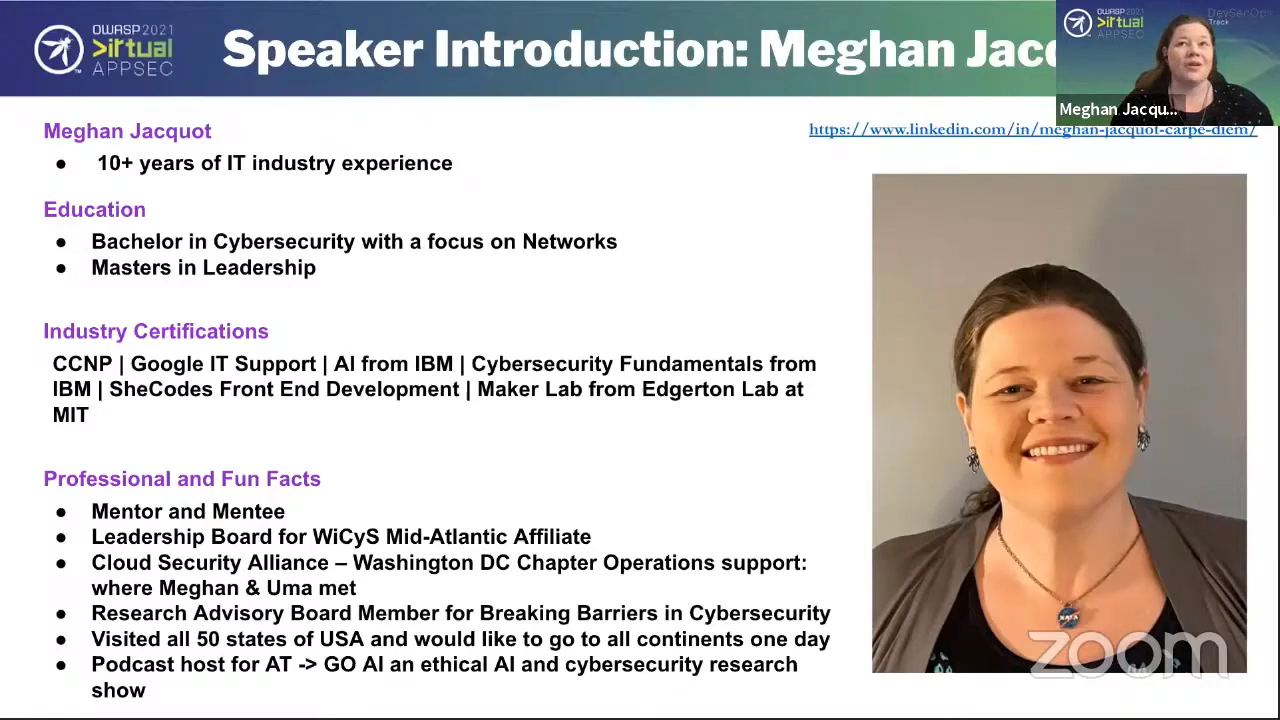 OWASP 2021
Virtual
APPSEC
Speaker Introduction: Meghan Jacq
OWASP 2021
Virtual
APPSEC
DevSecOps
Track
Meghan Jacqu...
Meghan Jacquot
https://www.linkedin.com/in/meghan-jacquot-carpe-diem/
● 10+ years of IT industry experience
Education
● Bachelor in Cybersecurity with a focus on Networks
● Masters in Leadership
Industry Certifications
CCNP | Google IT Support | AI from IBM | Cybersecurity Fundamentals from
IBM | SheCodes Front End Development | Maker Lab from Edgerton Lab at
MIT
Professional and Fun Facts
● Mentor and Mentee
● Leadership Board for WiCyS Mid-Atlantic Affiliate
● Cloud Security Alliance – Washington DC Chapter Operations support:
where Meghan & Uma met
● Research Advisory Board Member for Breaking Barriers in Cybersecurity
● Visited all 50 states of USA and would like to go to all continents one day
● Podcast host for AT -> GO AI an ethical AI and cybersecurity research
show
NASA
zoom